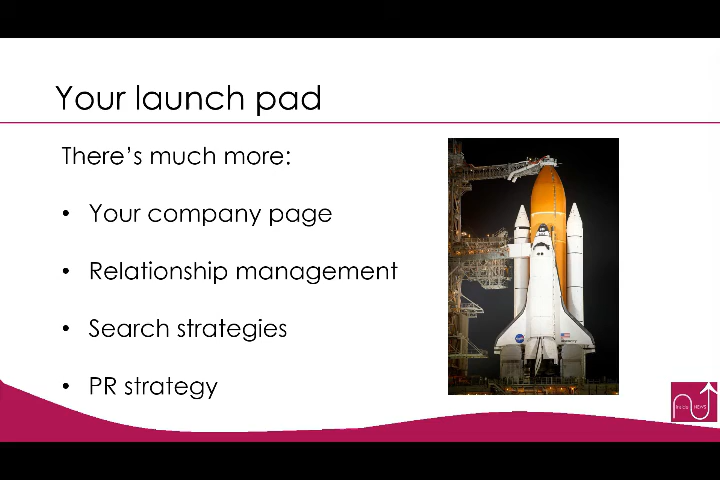 Your launch pad
There's much more:
• Your company page
• Relationship management
• Search strategies
• PR strategy